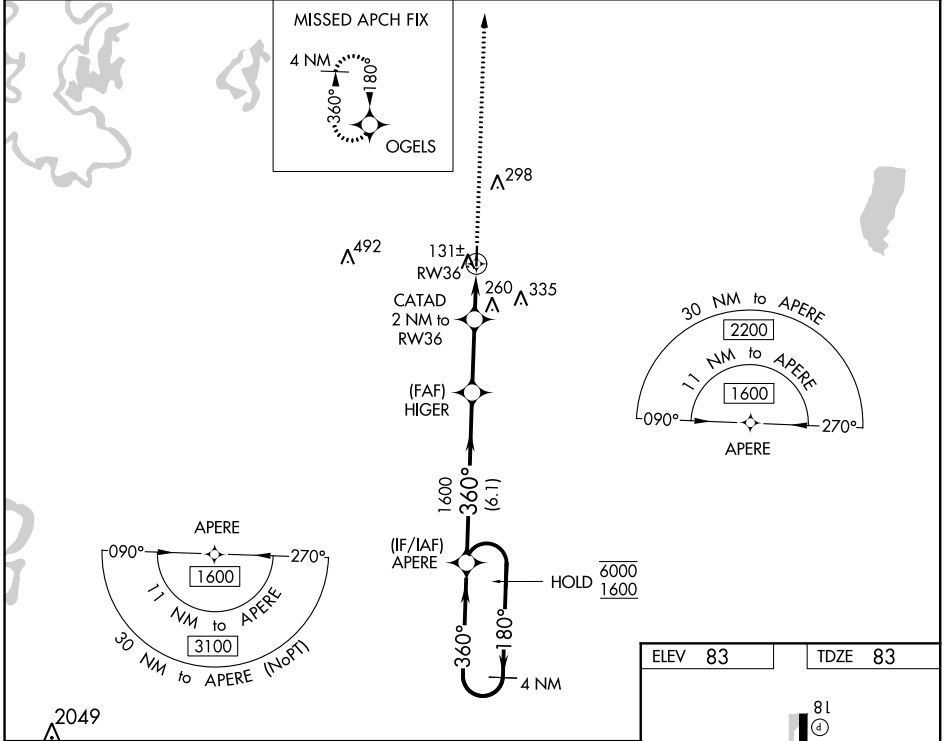 MISSED APCH FIX
4 NM
360°
180°
OGELS
298
492
131±
RW36
260
335
CATAD
2 NM to
RW36
(FAF)
HIGER
30 NM to APERE
2200
11 NM to APERE
1600
090°
270°
APERE
1600
360°
(6.1)
APERE
090°
270°
1600
11 NM to APERE
3100
30 NM to APERE (NoPT)
(IF/IAF)
APERE
HOLD
6000
1600
360°
180°
4 NM
2049
ELEV 83
TDZE 83
18
P